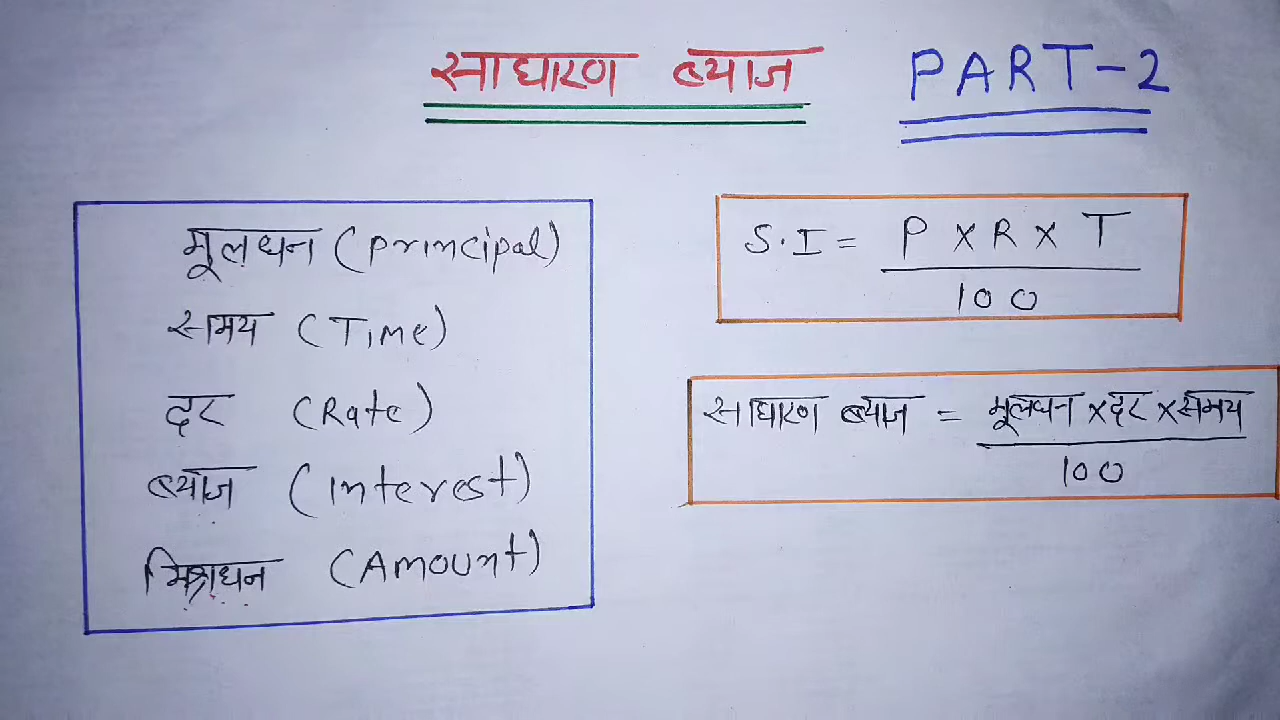 साधारण ब्याज PART-2
मूलधन (Principal)
समय (Time)
दर (Rate)
ब्याज (Interest)
मिश्रधन (Amount)
S.I = P × R × T
100
साधारण ब्याज = मूलधन × दर × समय
100